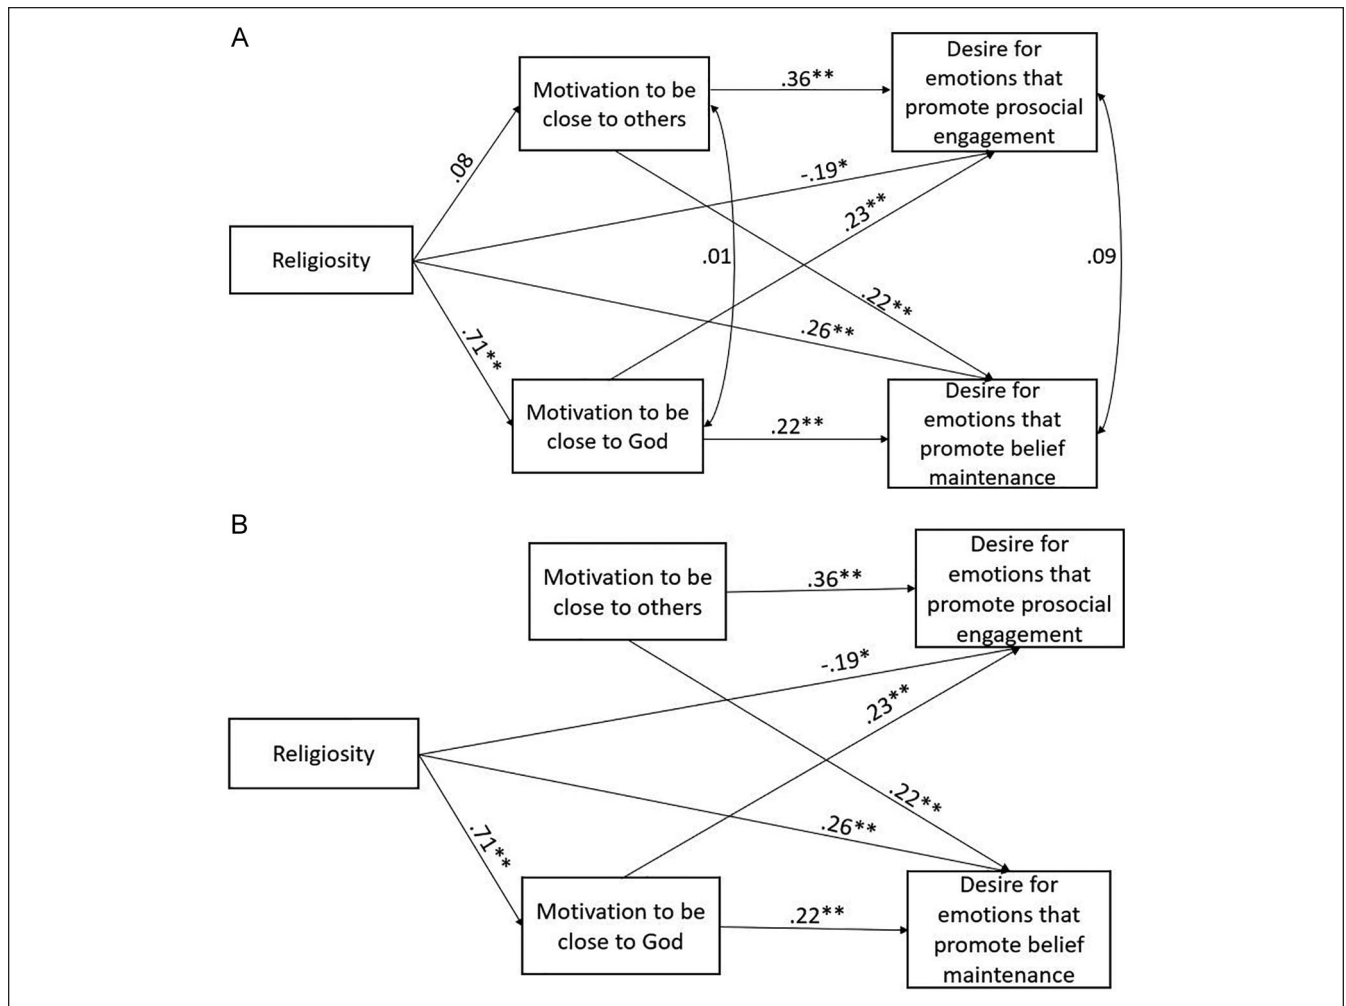 A
Desire for
emotions that
promote prosocial
engagement
Motivation to be
close to others
.36**
.08
-.19*
.23**
Religiosity
.01
.09
.22**
.26**
.71**
Motivation to be
close to God
.22**
Desire for
emotions that
promote belief
maintenance
B
Desire for
emotions that
promote prosocial
engagement
Motivation to be
close to others
.36**
-.19*
.23**
Religiosity
.22**
.26**
.71**
Motivation to be
close to God
.22**
Desire for
emotions that
promote belief
maintenance